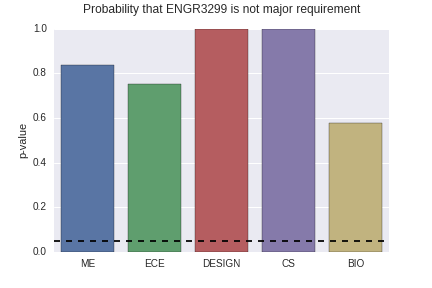 Probability that ENGR3299 is not major requirement
1.0
0.8
0.6
0.4
0.2
0.0
p-value
ME ECE DESIGN CS BIO